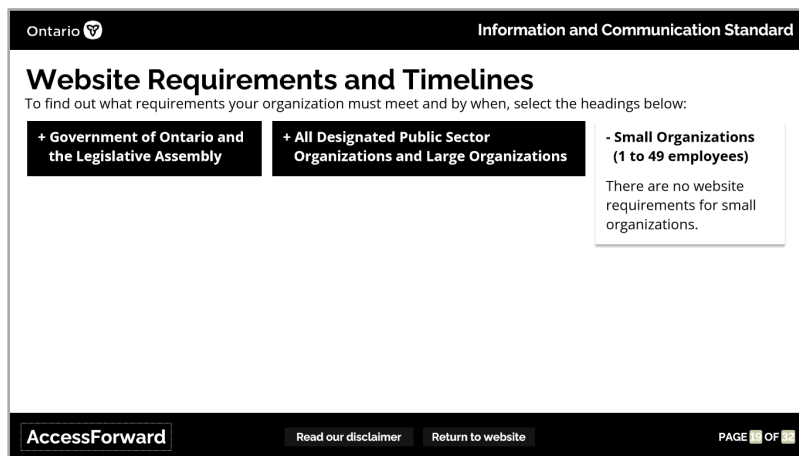 Ontario
Information and Communication Standard
Website Requirements and Timelines
To find out what requirements your organization must meet and by when, select the headings below:
+ Government of Ontario and
the Legislative Assembly
+ All Designated Public Sector
Organizations and Large Organizations
- Small Organizations
(1 to 49 employees)
There are no website
requirements for small
organizations.
AccessForward
Read our disclaimer
Return to website
PAGE 19 OF 32